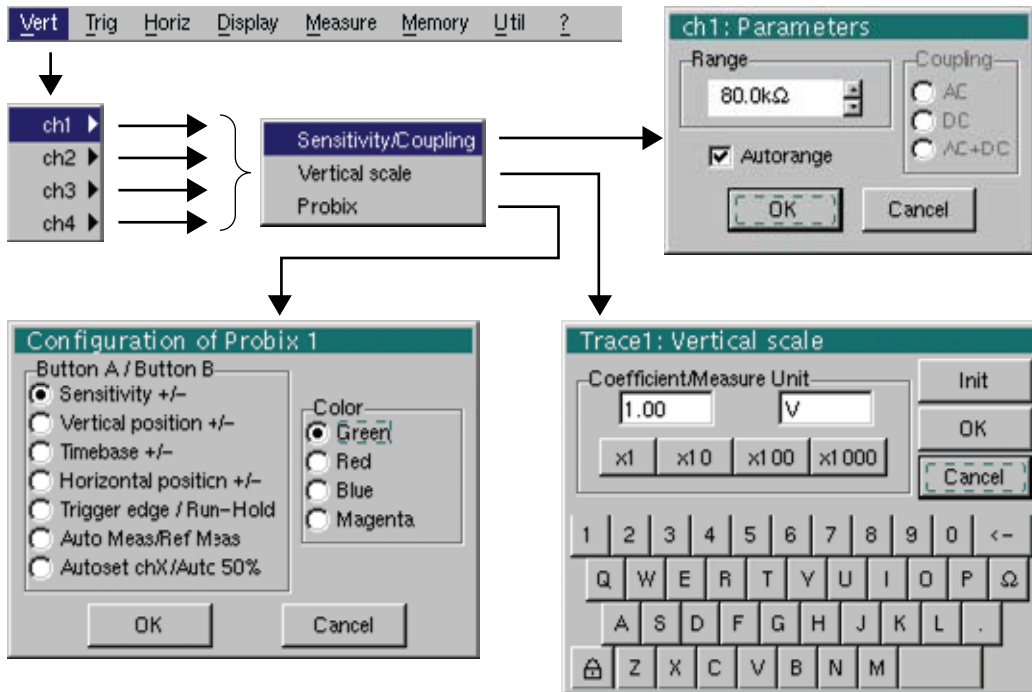 Vert Trig Horiz Display Measure Memory Util ?
ch1
ch2
ch3
ch4
Sensitivity/Coupling
Vertical scale
Probix
ch1: Parameters
Range
80.0kΩ
Autorange
Coupling
AC
DC
AC+DC
OK Cancel
Configuration of Probix 1
Button A / Button B
Sensitivity +/-
Vertical position +/-
Timebase +/-
Horizontal position +/-
Trigger edge / Run-Hold
Auto Meas/Ref Meas
Autoset chX/Auto 50%
Color
Green
Red
Blue
Magenta
OK Cancel
Trace1: Vertical scale
Coefficient/Measure Unit
1.00 V
x1 x10 x100 x1000
Init
OK
Cancel
1 2 3 4 5 6 7 8 9 0 <-
Q W E R T Y U I O P Ω
A S D F G H J K L .
Z X C V B N M